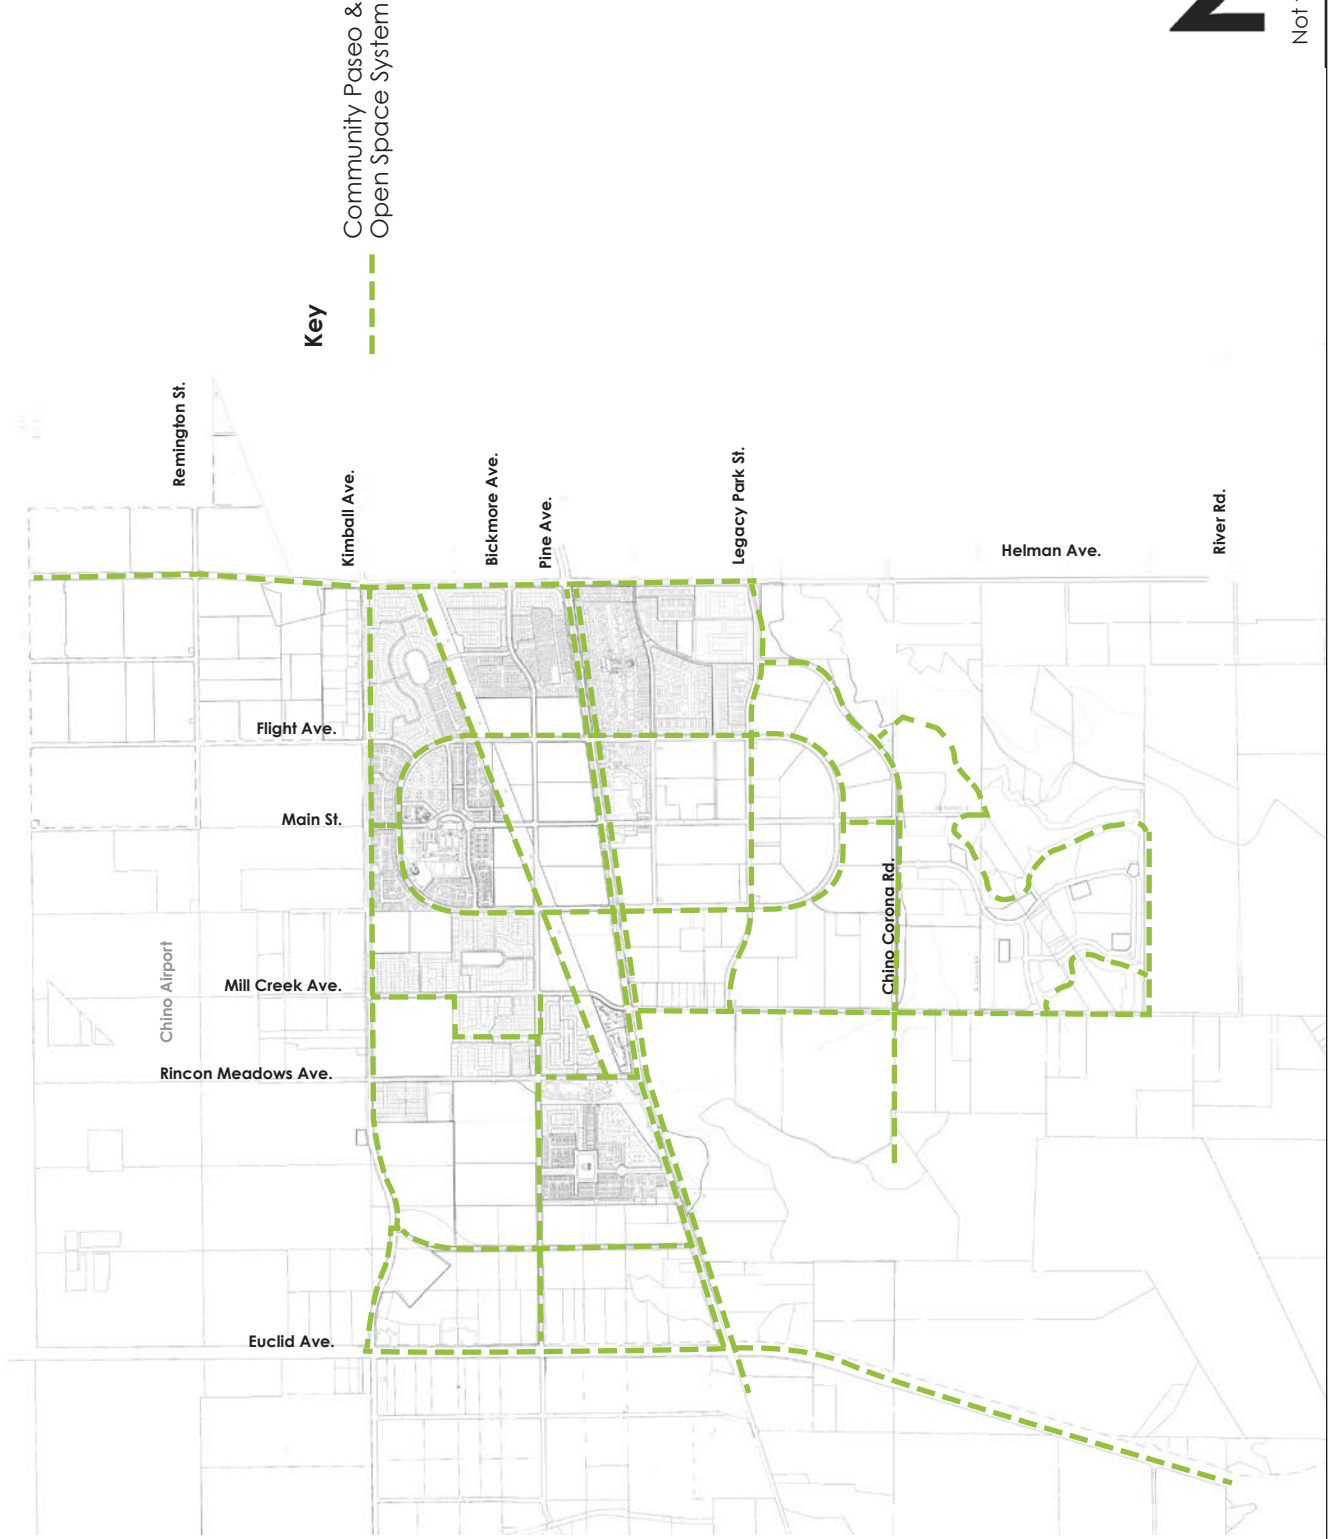 Community Paseo &
Open Space System
Not
Key
Remington St.
Kimball Ave.
Bickmore Ave.
Pine Ave.
Legacy Park St.
Helman Ave.
River Rd.
Flight Ave.
Main St.
Chino Corona Rd.
Chino Airport
Mill Creek Ave.
Rincon Meadows Ave.
Euclid Ave.